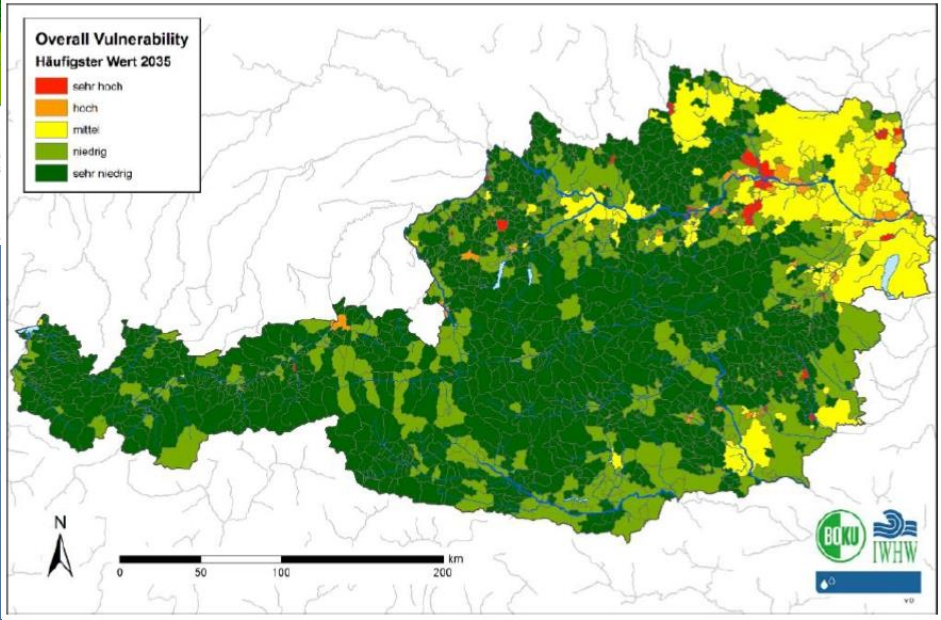 Overall Vulnerability
Häufigster Wert 2035
sehr hoch
hoch
mittel
niedrig
sehr niedrig
N
km
0 50 100 200
BOKU
IWHW